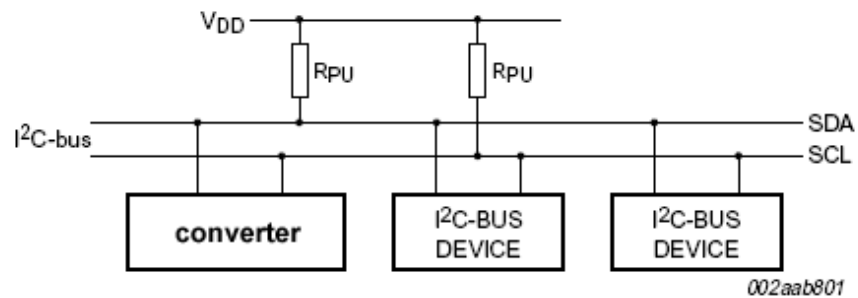 VDD
RPU RPU
I²C-bus
SDA
SCL
converter
I²C-BUS DEVICE
I²C-BUS DEVICE
002aab801